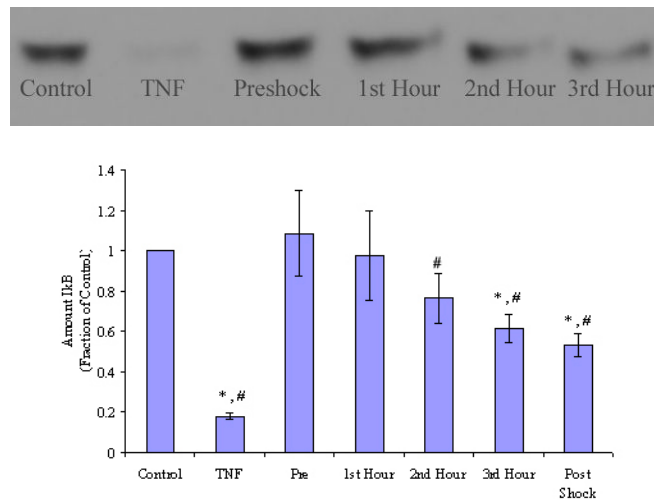 Control TNF Preshock 1st Hour 2nd Hour 3rd Hour
1.4
1.2
1
0.8
0.6
0.4
0.2
0
Amount IkB
(Fraction of Control)
*,#
#
*,#
*,#
Control TNF Pre 1st Hour 2nd Hour 3rd Hour Post
Shock